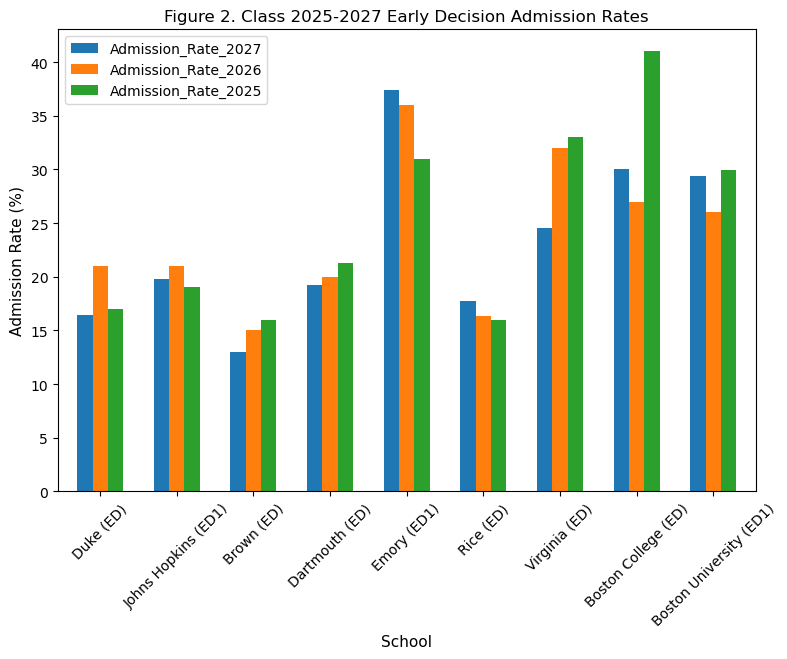 Figure 2. Class 2025-2027 Early Decision Admission Rates
Admission_Rate_2027
Admission_Rate_2026
Admission_Rate_2025
Admission Rate (%)
40
35
30
25
20
15
10
5
0
Duke (ED)
Johns Hopkins (ED1)
Brown (ED)
Dartmouth (ED)
Emory (ED1)
Rice (ED)
Virginia (ED)
Boston College (ED)
Boston University (ED1)
School